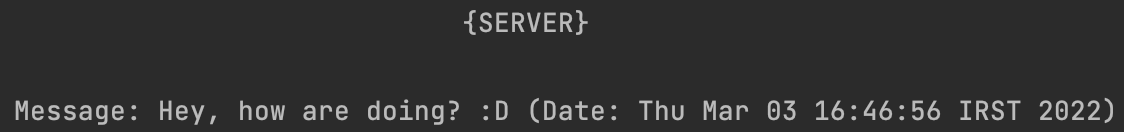 {SERVER}
Message: Hey, how are doing? :D (Date: Thu Mar 03 16:46:56 IRST 2022)